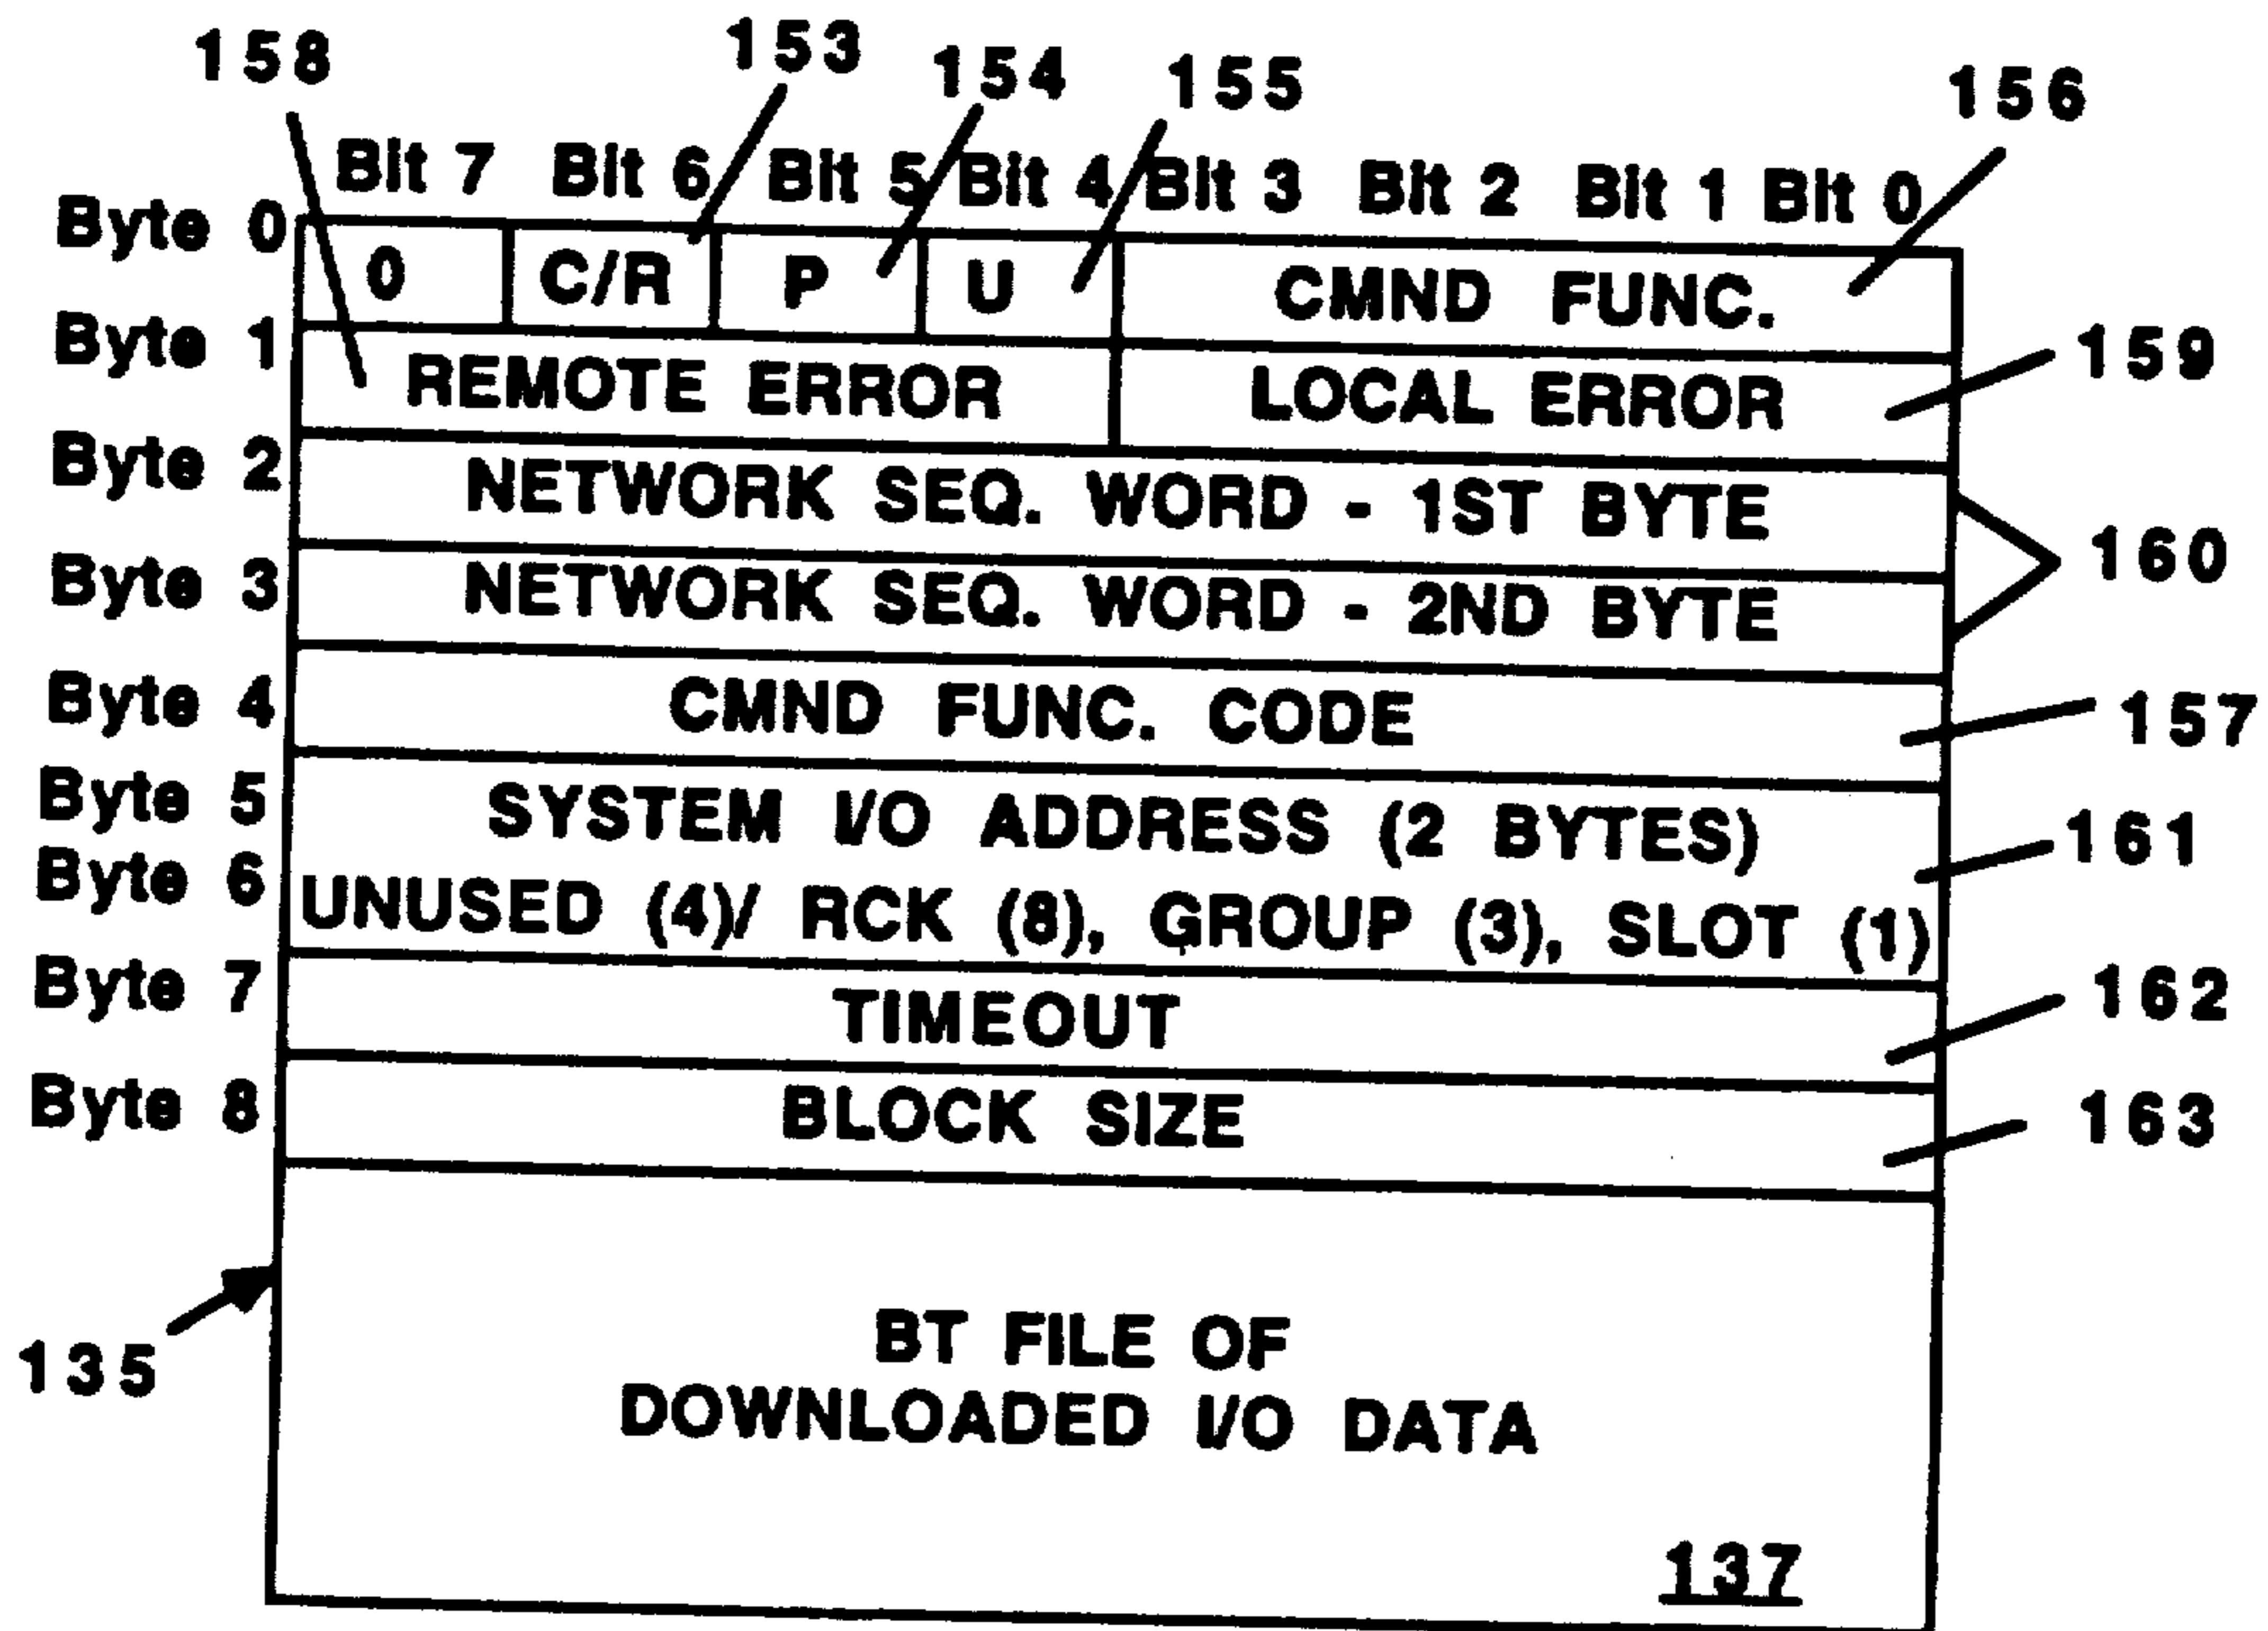 158 153 154 155 156
Bit 7 Bit 6 Bit 5 Bit 4 Bit 3 Bit 2 Bit 1 Bit 0
Byte 0 0 C/R P U CMND FUNC.
Byte 1 REMOTE ERROR LOCAL ERROR 159
Byte 2 NETWORK SEQ. WORD - 1ST BYTE
160
Byte 3 NETWORK SEQ. WORD - 2ND BYTE
Byte 4 CMND FUNC. CODE 157
Byte 5 SYSTEM I/O ADDRESS (2 BYTES) 161
Byte 6 UNUSED (4)/ RCK (8), GROUP (3), SLOT (1)
Byte 7 TIMEOUT 162
Byte 8 BLOCK SIZE 163
135
BT FILE OF
DOWNLOADED I/O DATA
137